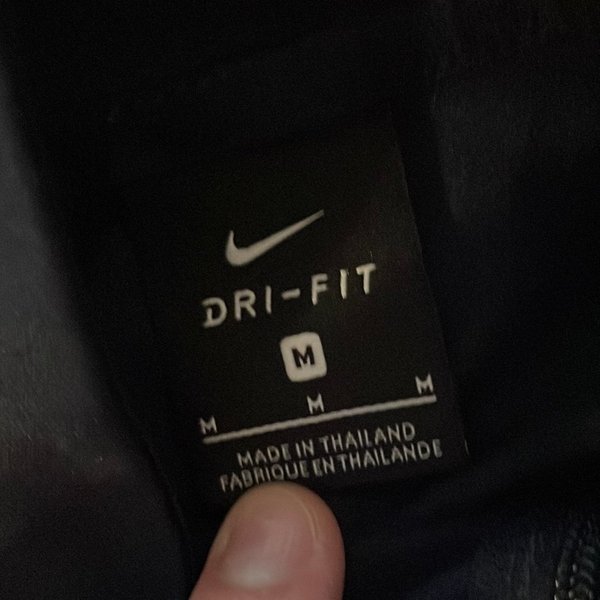 DRI-FIT
M
M M M
MADE IN THAILAND
FABRIQUE EN THAILANDE